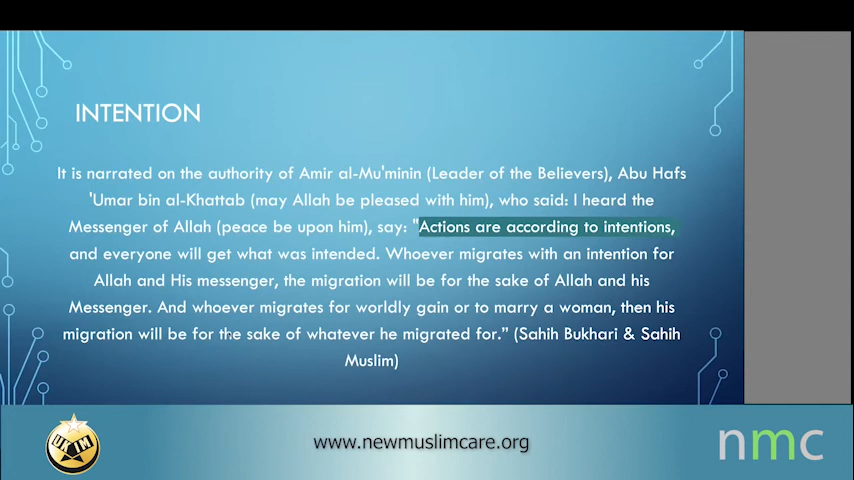 INTENTION
It is narrated on the authority of Amir al-Mu'minin (Leader of the Believers), Abu Hafs
'Umar bin al-Khattab (may Allah be pleased with him), who said: I heard the
Messenger of Allah (peace be upon him), say: "Actions are according to intentions,
and everyone will get what was intended. Whoever migrates with an intention for
Allah and His messenger, the migration will be for the sake of Allah and his
Messenger. And whoever migrates for worldly gain or to marry a woman, then his
migration will be for the sake of whatever he migrated for.” (Sahih Bukhari & Sahih
Muslim)
UKIM
www.newmuslimcare.org
nmc